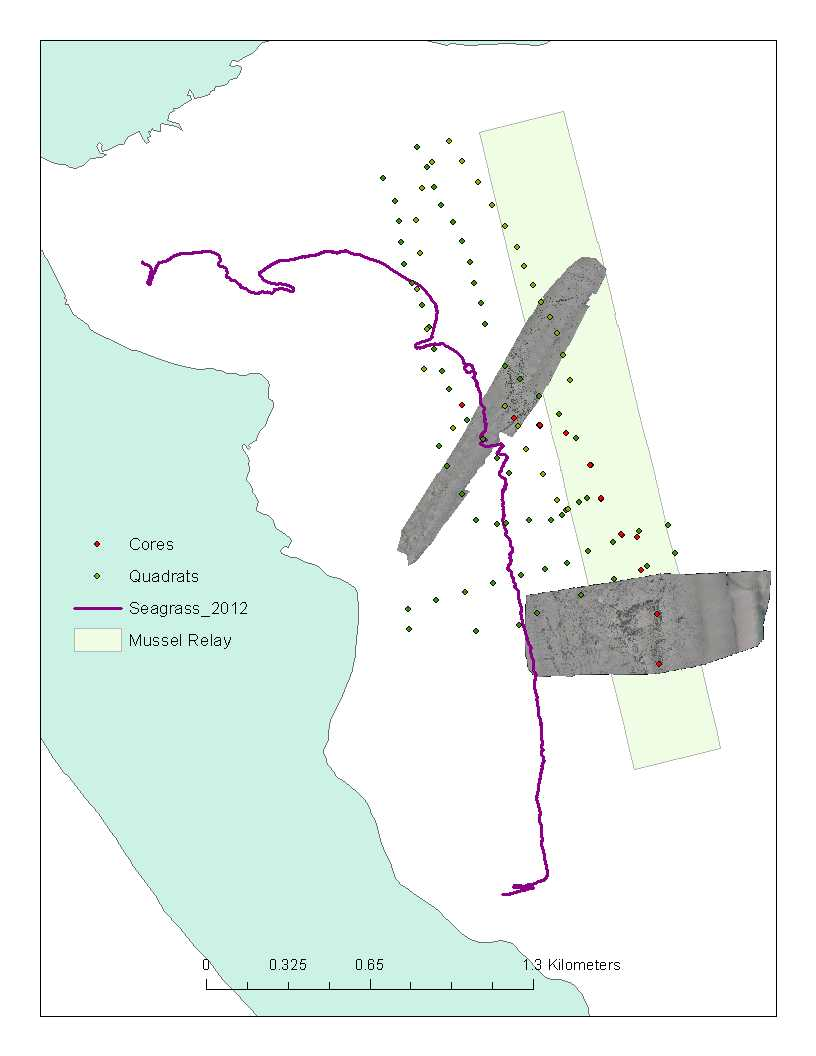 Cores
Quadrats
Seagrass_2012
Mussel Relay
0 0.325 0.65 1.3 Kilometers